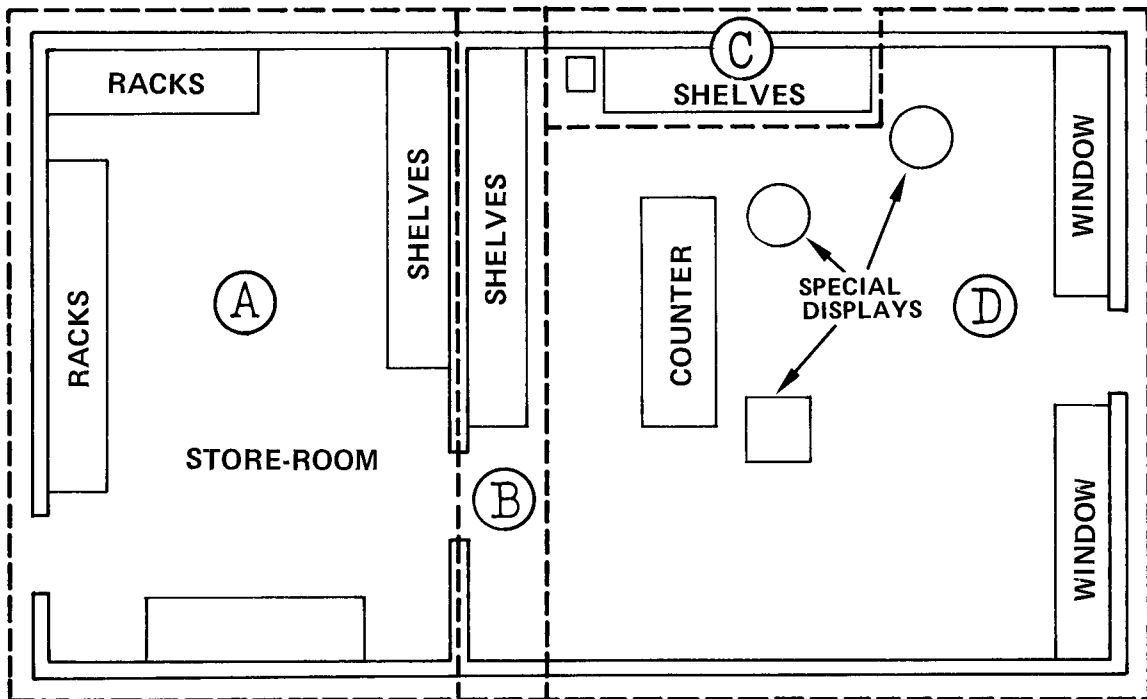 RACKS
SHELVES
SHELVES
C
SHELVES
WINDOW
RACKS
A
COUNTER
SPECIAL
DISPLAYS
D
STORE-ROOM
B
WINDOW